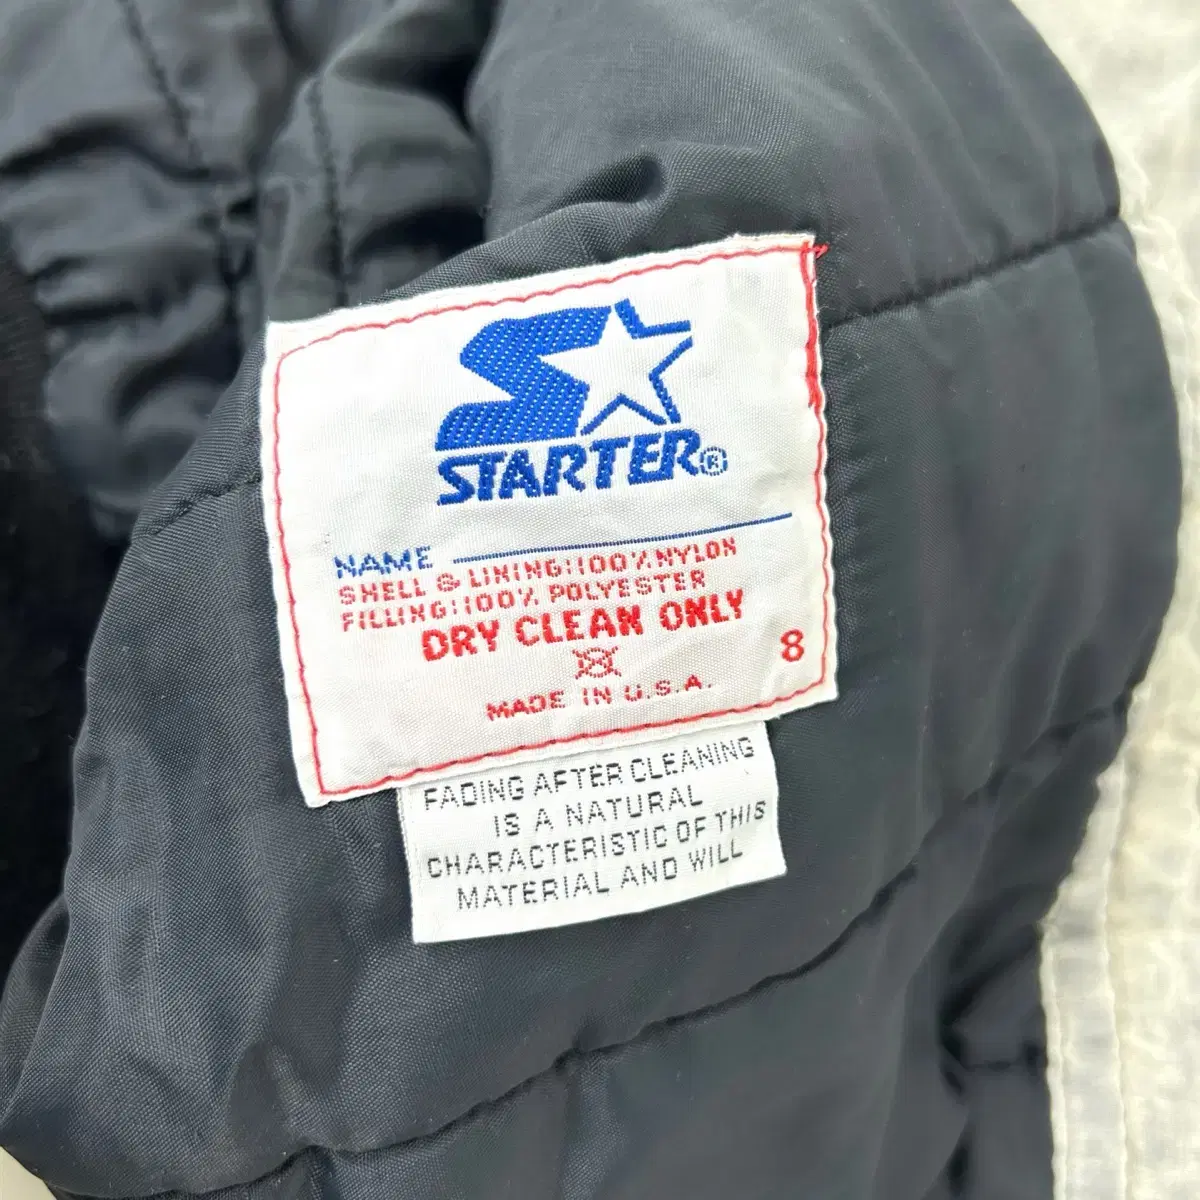 STARTER®
NAME
SHELL & LINING:100% NYLON
FILLING:100% POLYESTER
DRY CLEAN ONLY
8
MADE IN U.S.A.
FADING AFTER CLEANING
IS A NATURAL
CHARACTERISTIC OF THIS
MATERIAL AND WILL